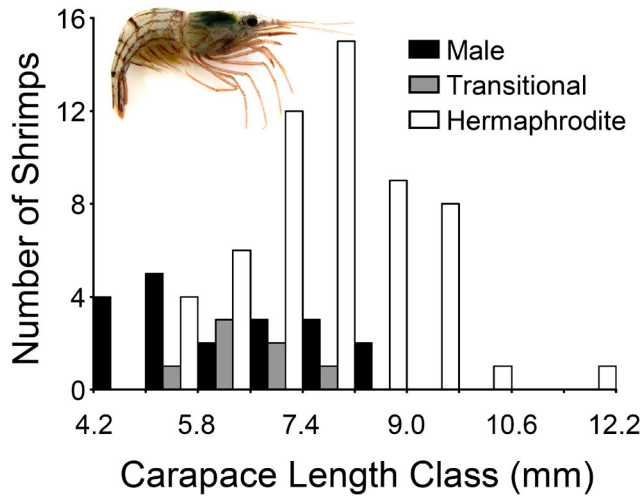 16
12
8
4
0
Number of Shrimps
Male
Transitional
Hermaphrodite
4.2 5.8 7.4 9.0 10.6 12.2
Carapace Length Class (mm)